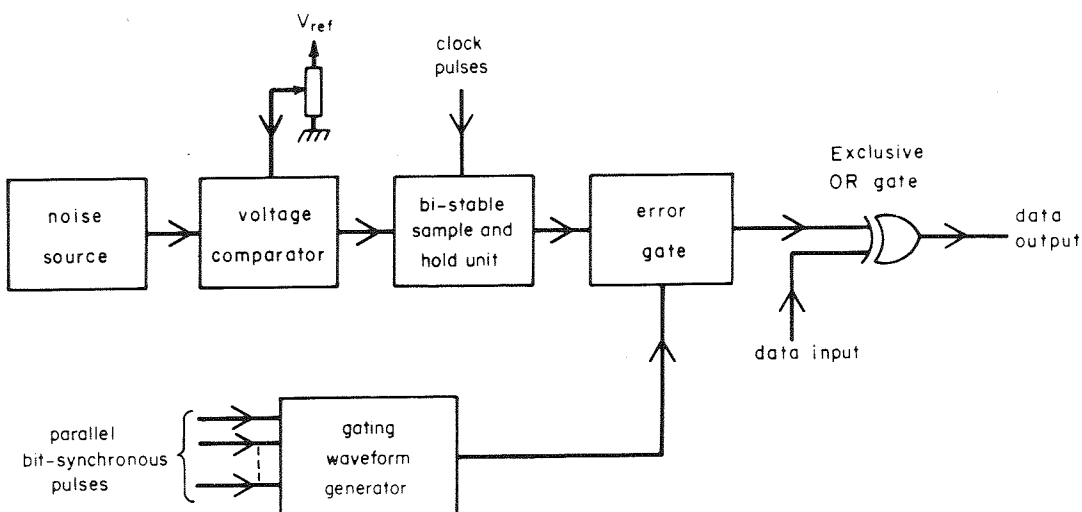 V_ref
clock
pulses
Exclusive
OR gate
noise
source
voltage
comparator
bi-stable
sample and
hold unit
error
gate
data
output
data input
parallel
bit-synchronous
pulses
gating
waveform
generator